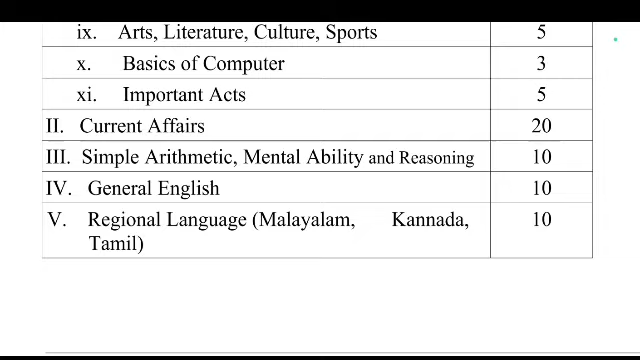 ix. Arts, Literature, Culture, Sports 5
x. Basics of Computer 3
xi. Important Acts 5
II. Current Affairs 20
III. Simple Arithmetic, Mental Ability and Reasoning 10
IV. General English 10
V. Regional Language (Malayalam, Kannada, 10
Tamil)